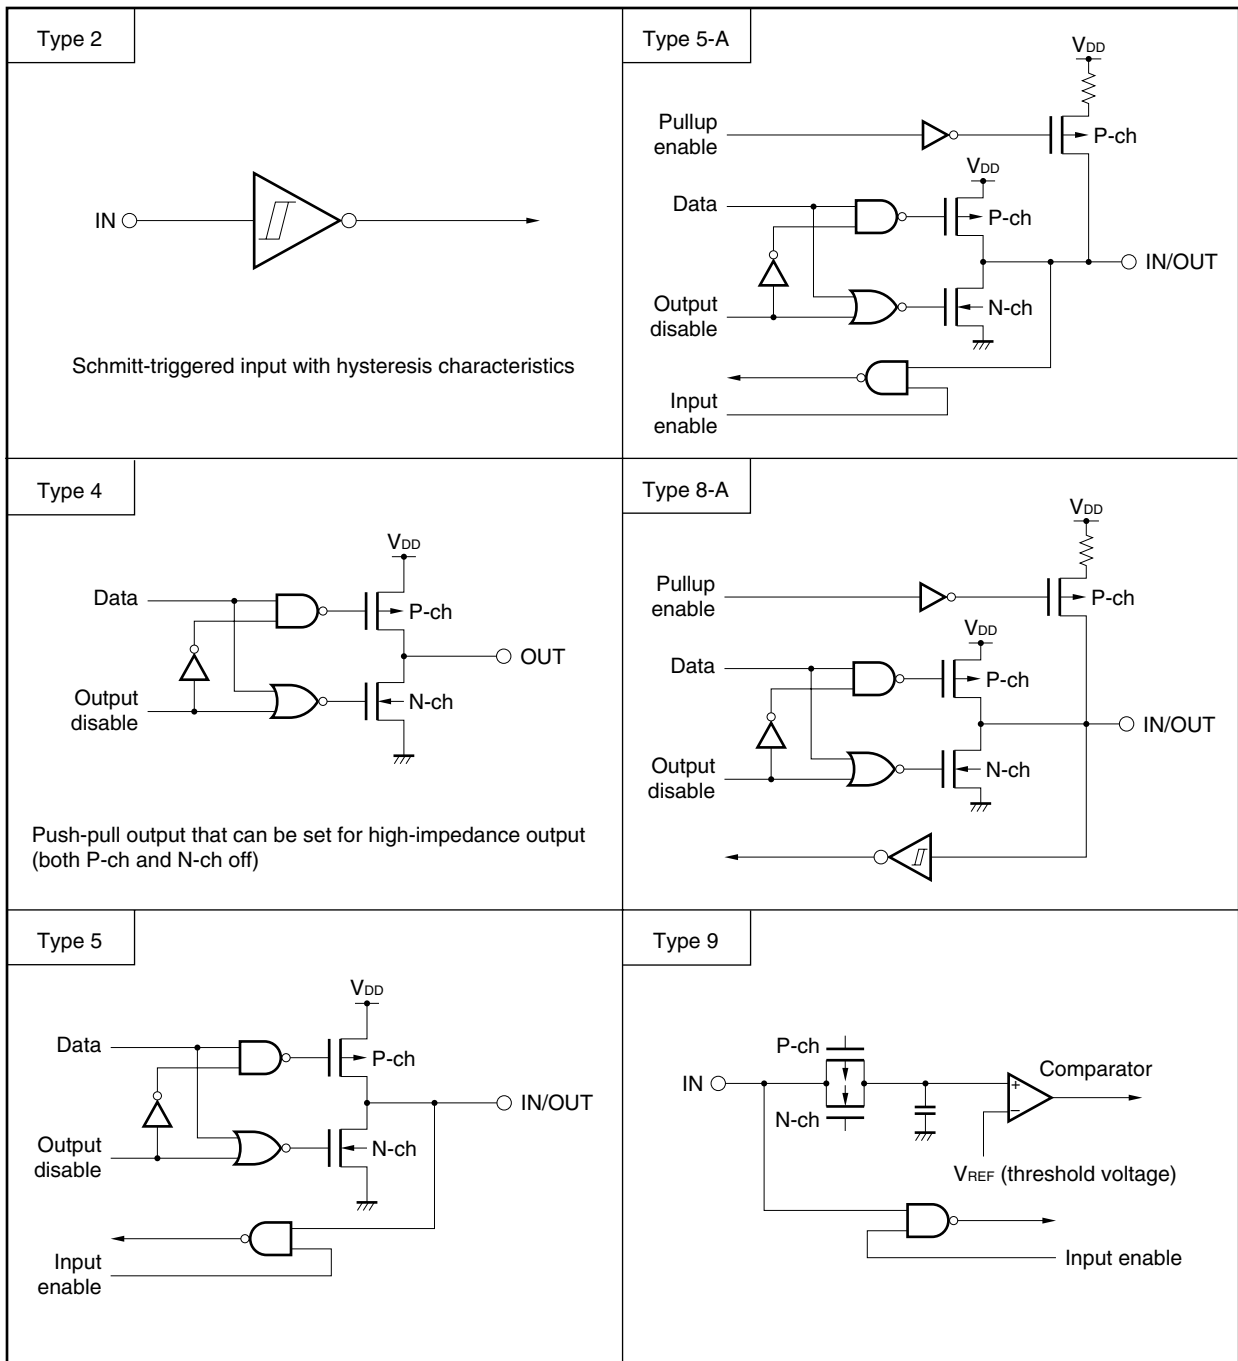 Type 2
IN
Schmitt-triggered input with hysteresis characteristics
Type 5-A
VDD
Pullup
enable
P-ch
VDD
Data
P-ch
IN/OUT
Output
disable
N-ch
Input
enable
Type 4
VDD
Data
P-ch
OUT
Output
disable
N-ch
Push-pull output that can be set for high-impedance output
(both P-ch and N-ch off)
Type 8-A
VDD
Pullup
enable
P-ch
VDD
Data
P-ch
IN/OUT
Output
disable
N-ch
Type 5
VDD
Data
P-ch
IN/OUT
Output
disable
N-ch
Input
enable
Type 9
P-ch
IN
Comparator
+
−
N-ch
VREF (threshold voltage)
Input enable